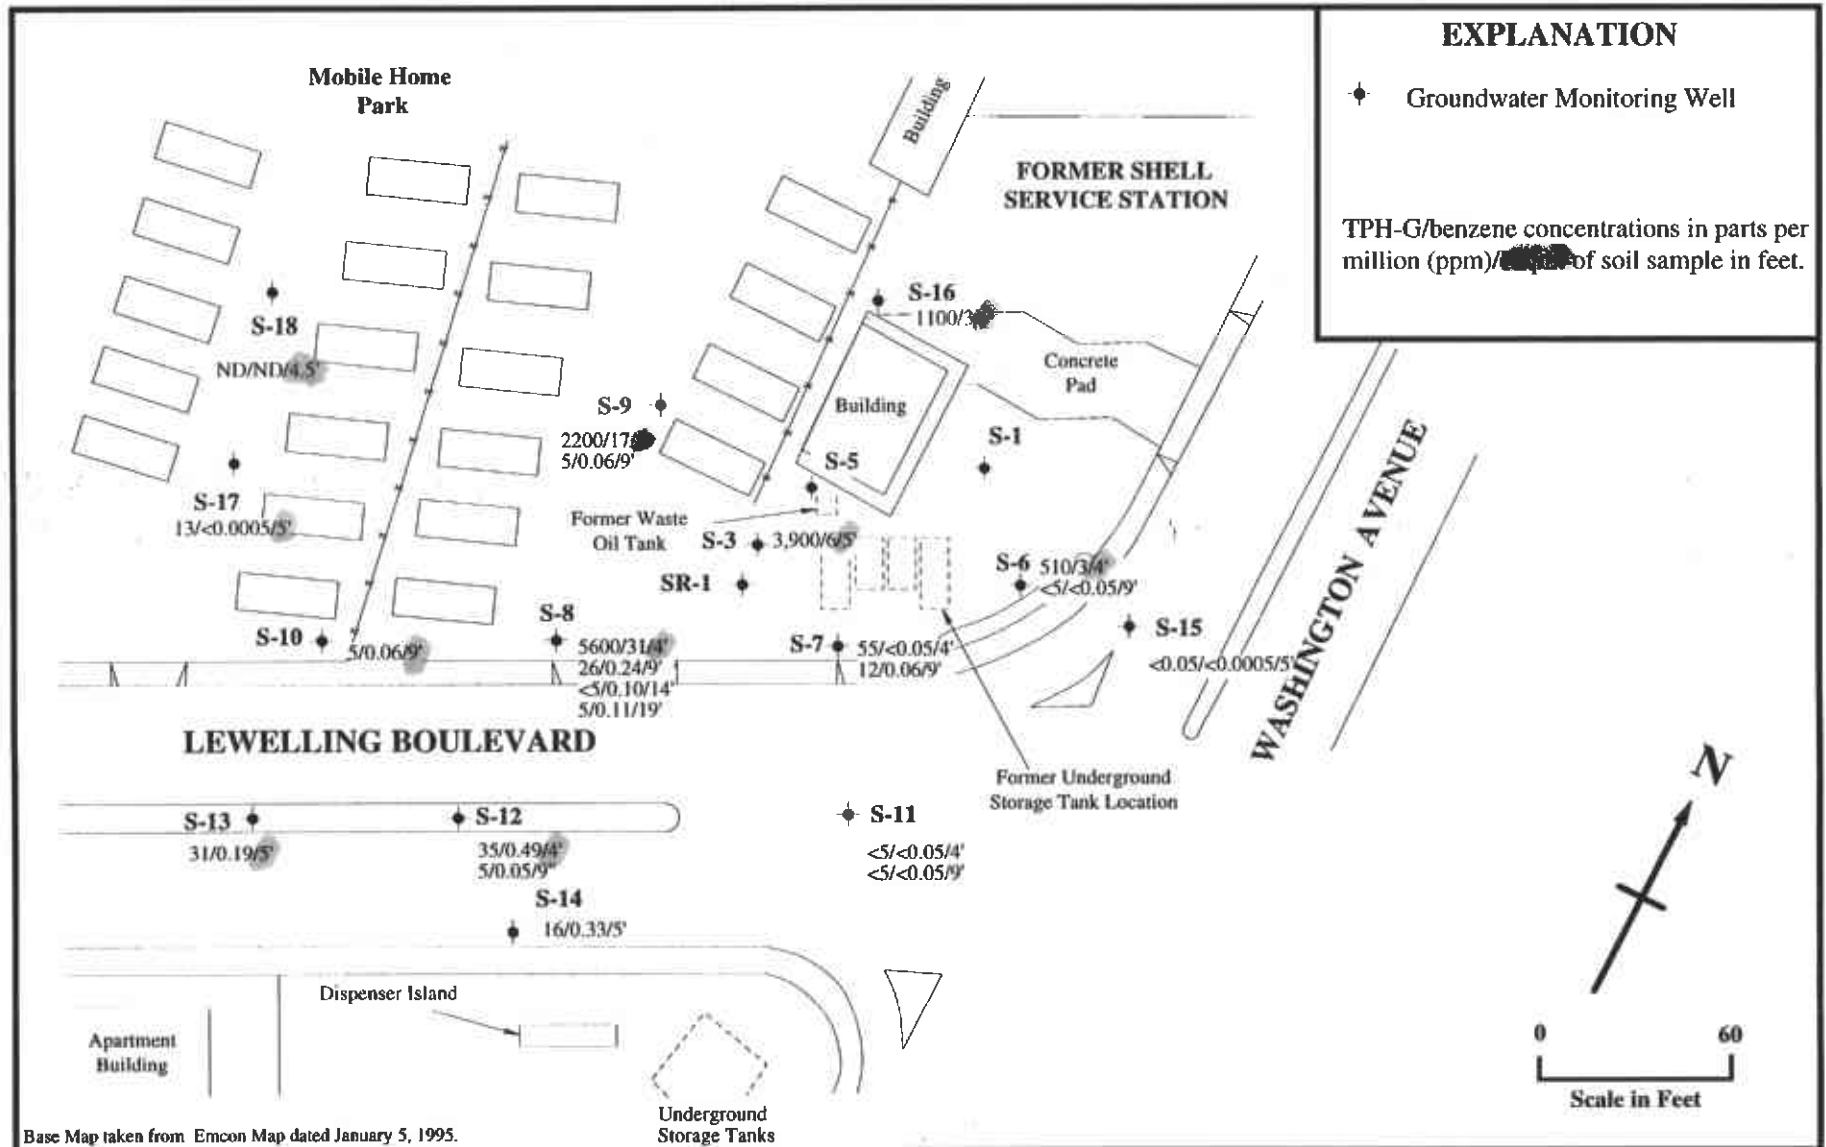 EXPLANATION
Groundwater Monitoring Well
TPH-G/benzene concentrations in parts per
million (ppm)/ of soil sample in feet.
Mobile Home
Park
Building
FORMER SHELL
SERVICE STATION
S-16
1100/3
S-18
ND/ND/4.5'
Concrete
Pad
S-9
2200/17/
5/0.06/9'
Building
S-1
S-5
S-17
13/<0.0005/5'
Former Waste
Oil Tank
S-3
3,900/6/5'
SR-1
S-6
510/3/4'
<5/<0.05/9'
WASHINGTON AVENUE
S-10
5/0.06/9'
S-8
5600/31/4'
26/0.24/9'
<5/0.10/14'
5/0.11/19'
S-7
55/<0.05/4'
12/0.06/9'
S-15
<0.05/<0.0005/5'
LEWELLING BOULEVARD
Former Underground
Storage Tank Location
N
S-13
31/0.19/5'
S-12
35/0.49/4'
5/0.05/9"
S-11
<5/<0.05/4'
<5/<0.05/9'
S-14
16/0.33/5'
Dispenser Island
Apartment
Building
Underground
Storage Tanks
0 60
Scale in Feet
Base Map taken from Emcon Map dated January 5, 1995.